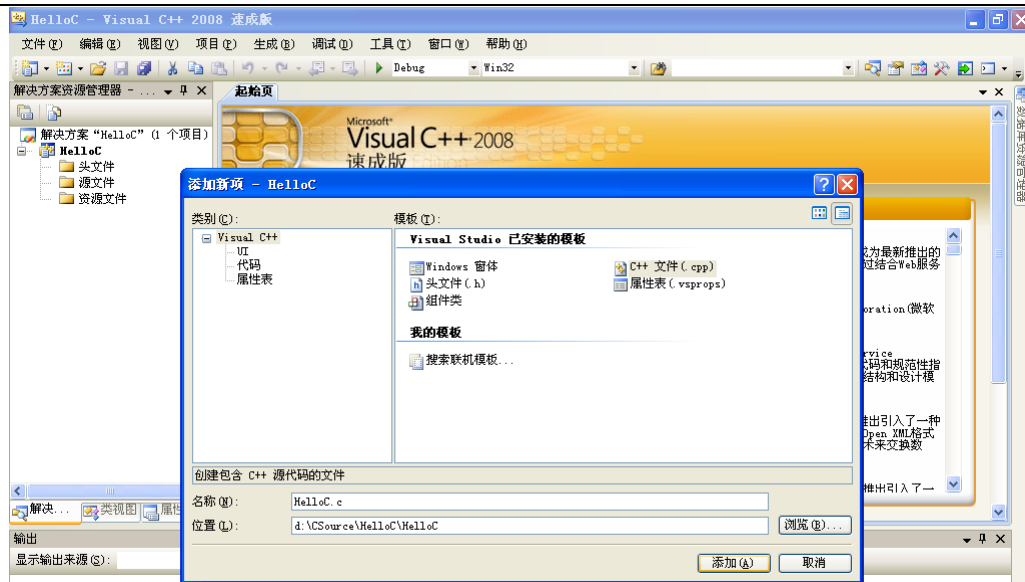 HelloC - Visual C++ 2008 速成版
文件(F) 编辑(E) 视图(V) 项目(P) 生成(B) 调试(D) 工具(T) 窗口(W) 帮助(H)
Debug Win32
解决方案资源管理器 - ...
起始页
解决方案“HelloC”(1 个项目)
HelloC
头文件
源文件
资源文件
Microsoft
Visual C++ 2008
速成版
数据库资源管理器
添加新项 - HelloC
类别(C):
模板(T):
Visual C++
UI
代码
属性表
Visual Studio 已安装的模板
Windows 窗体
C++ 文件(.cpp)
头文件(.h)
属性表(.vsprops)
组件类
我的模板
搜索联机模板...
成为最新推出的
过结合Web服务
oration(微软
rvice
代码和规范性指
结构和设计模
推出引入了一种
Open XML格式
术来交换数
推出引入了一
创建包含 C++ 源代码的文件
名称(N): HelloC.c
位置(L): d:\CSource\HelloC\HelloC
浏览(B)...
添加(A) 取消
解决... 类视图 属性
输出
显示输出来源(S):